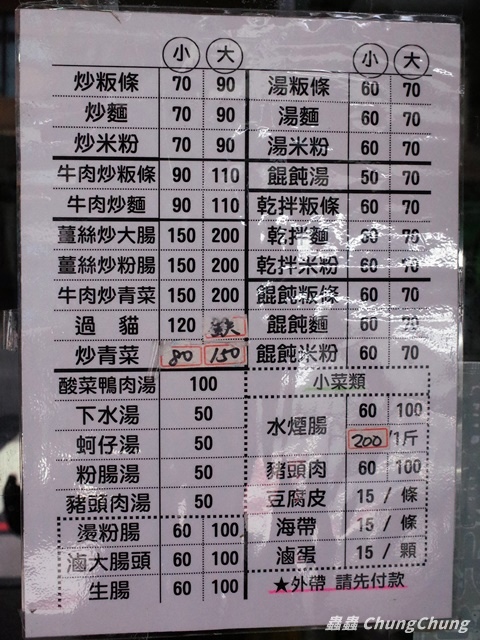 小 大
炒粄條 70 90
炒麵 70 90
炒米粉 70 90
牛肉炒粄條 90 110
牛肉炒麵 90 110
薑絲炒大腸 150 200
薑絲炒粉腸 150 200
牛肉炒青菜 150 200
過貓 120
炒青菜 80 150
酸菜鴨肉湯 100
下水湯 50
蚵仔湯 50
粉腸湯 50
豬頭肉湯 50
燙粉腸 60 100
滷大腸頭 60 100
生腸 60 100
小 大
湯粄條 60 70
湯麵 60 70
湯米粉 60 70
餛飩湯 50 70
乾拌粄條 60 70
乾拌麵 60 70
乾拌米粉 60 70
餛飩粄條 60 70
餛飩麵 60 70
餛飩米粉 60 70
小菜類
水煙腸 60 100
200/1斤
豬頭肉 60 100
豆腐皮 15/條
海帶 15/條
滷蛋 15/顆
★外帶 請先付款
蟲蟲 ChungChung